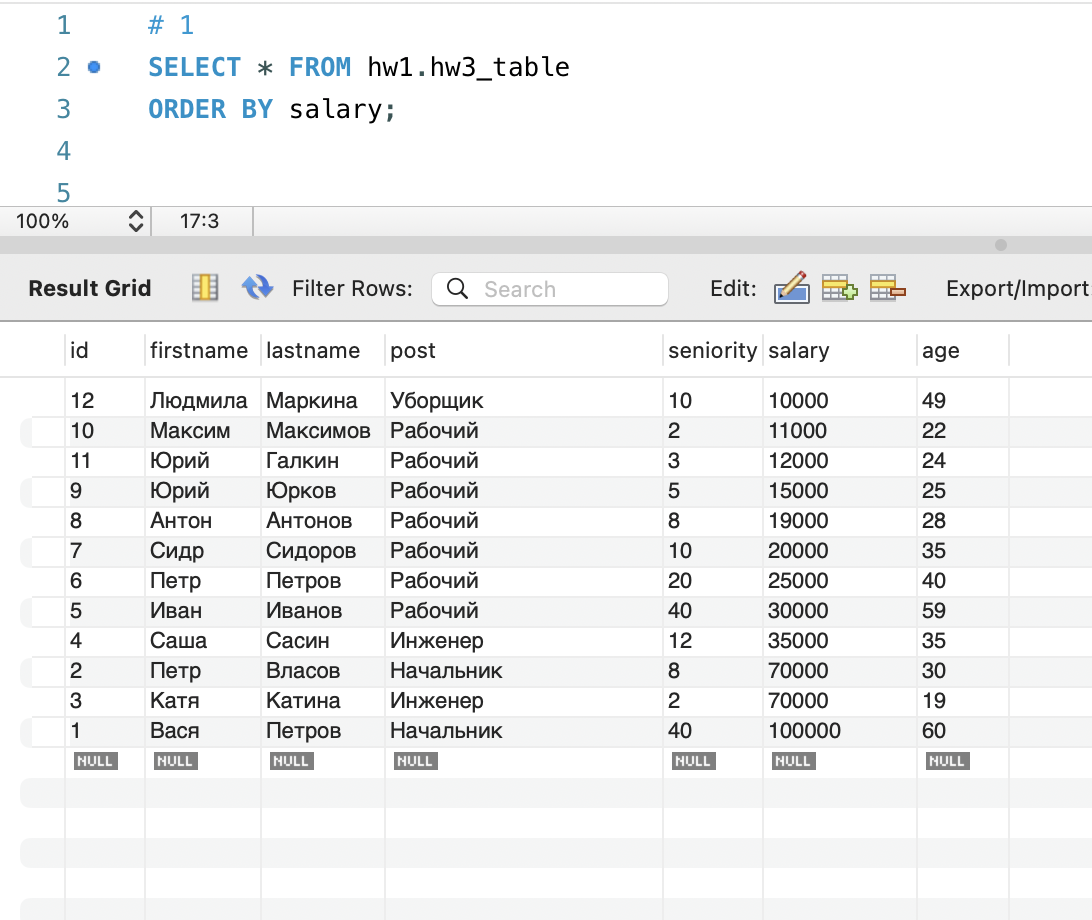 1 # 1
2 SELECT * FROM hw1.hw3_table
3 ORDER BY salary;
4
5
100% 17:3
Result Grid Filter Rows: Search Edit: Export/Import
id firstname lastname post seniority salary age
12 Людмила Маркина Уборщик 10 10000 49
10 Максим Максимов Рабочий 2 11000 22
11 Юрий Галкин Рабочий 3 12000 24
9 Юрий Юрков Рабочий 5 15000 25
8 Антон Антонов Рабочий 8 19000 28
7 Сидр Сидоров Рабочий 10 20000 35
6 Петр Петров Рабочий 20 25000 40
5 Иван Иванов Рабочий 40 30000 59
4 Саша Сасин Инженер 12 35000 35
2 Петр Власов Начальник 8 70000 30
3 Катя Катина Инженер 2 70000 19
1 Вася Петров Начальник 40 100000 60
NULL NULL NULL NULL NULL NULL NULL